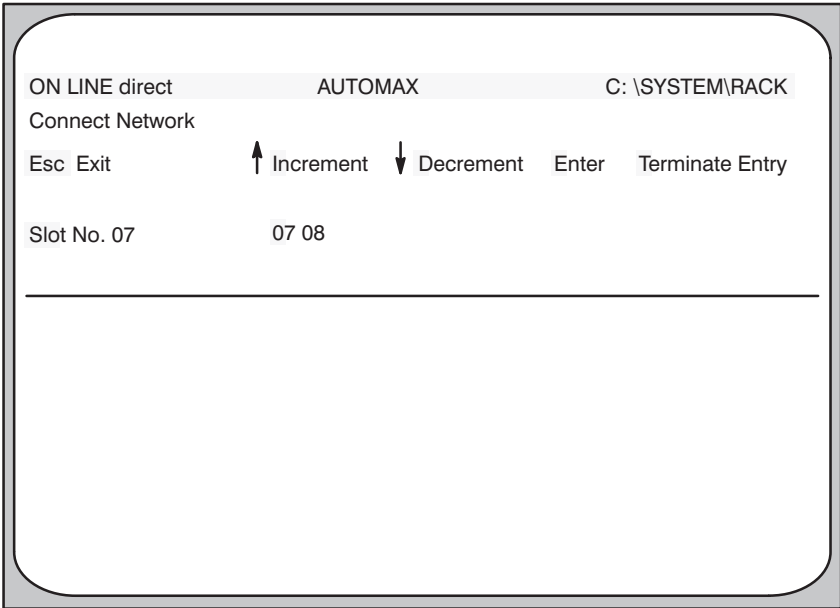 ON LINE direct AUTOMAX C: \SYSTEM\RACK
Connect Network
Esc Exit ↑ Increment ↓ Decrement Enter Terminate Entry
Slot No. 07 07 08